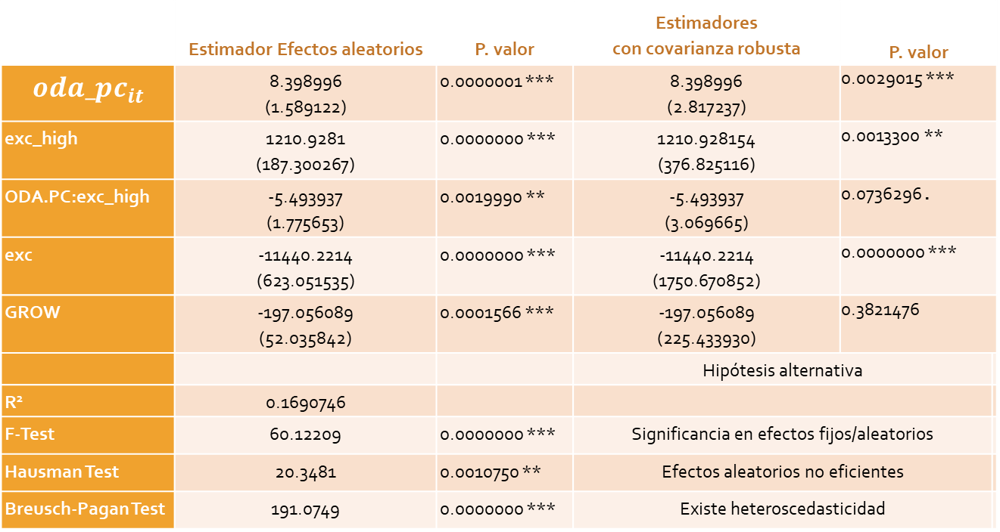 Estimador Efectos aleatorios P. valor Estimadores
con covarianza robusta P. valor
oda_pc_it 8.398996 0.0000001 *** 8.398996 0.0029015 ***
(1.589122) (2.817237)
exc_high 1210.9281 0.0000000 *** 1210.928154 0.0013300 **
(187.300267) (376.825116)
ODA.PC:exc_high -5.493937 0.0019990 ** -5.493937 0.0736296 .
(1.775653) (3.069665)
exc -11440.2214 0.0000000 *** -11440.2214 0.0000000 ***
(623.051535) (1750.670852)
GROW -197.056089 0.0001566 *** -197.056089 0.3821476
(52.035842) (225.433930)
Hipótesis alternativa
R² 0.1690746
F-Test 60.12209 0.0000000 *** Significancia en efectos fijos/aleatorios
Hausman Test 20.3481 0.0010750 ** Efectos aleatorios no eficientes
Breusch-Pagan Test 191.0749 0.0000000 *** Existe heteroscedasticidad